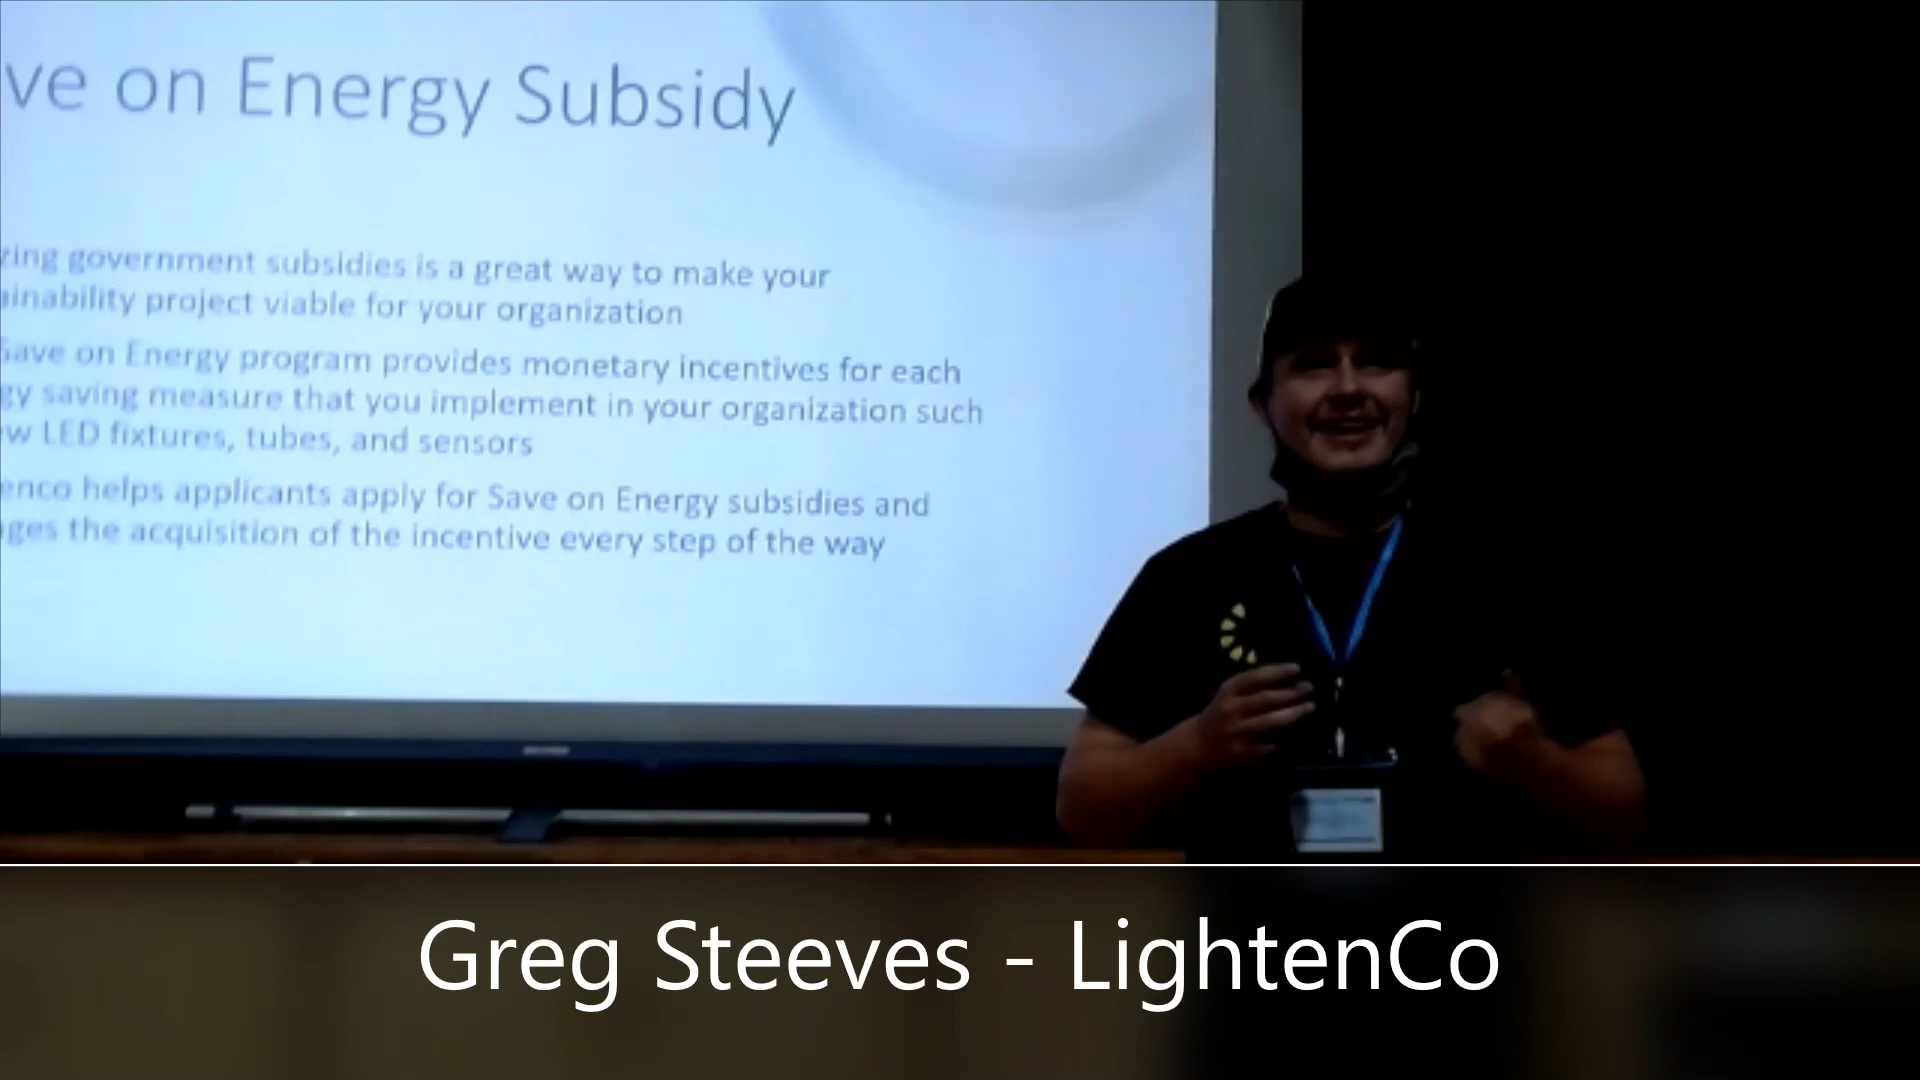 ve on Energy Subsidy
zing government subsidies is a great way to make your
ainability project viable for your organization
Save on Energy program provides monetary incentives for each
gy saving measure that you implement in your organization such
ew LED fixtures, tubes, and sensors
enco helps applicants apply for Save on Energy subsidies and
ages the acquisition of the incentive every step of the way
Greg Steeves - LightenCo